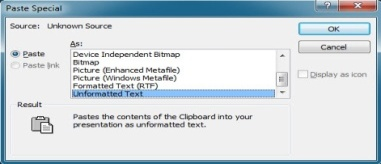 Paste Special
Source: Unknown Source
As:
Paste
Paste link
Device Independent Bitmap
Bitmap
Picture (Enhanced Metafile)
Picture (Windows Metafile)
Formatted Text (RTF)
Unformatted Text
OK
Cancel
Display as icon
Result
Pastes the contents of the Clipboard into your
presentation as unformatted text.